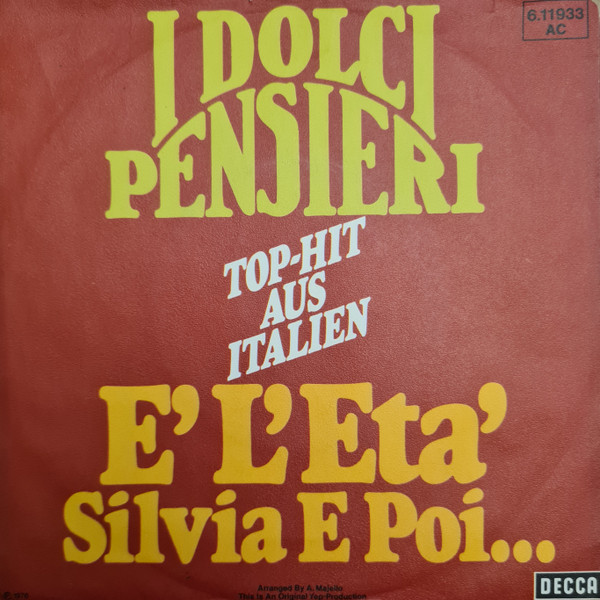 6.11933
AC
I DOLCI
PENSIERI
TOP-HIT
AUS
ITALIEN
E' L'Eta'
Silvia E Poi...
Arranged By G. Majello
This Is An Original Yep-Production
DECCA